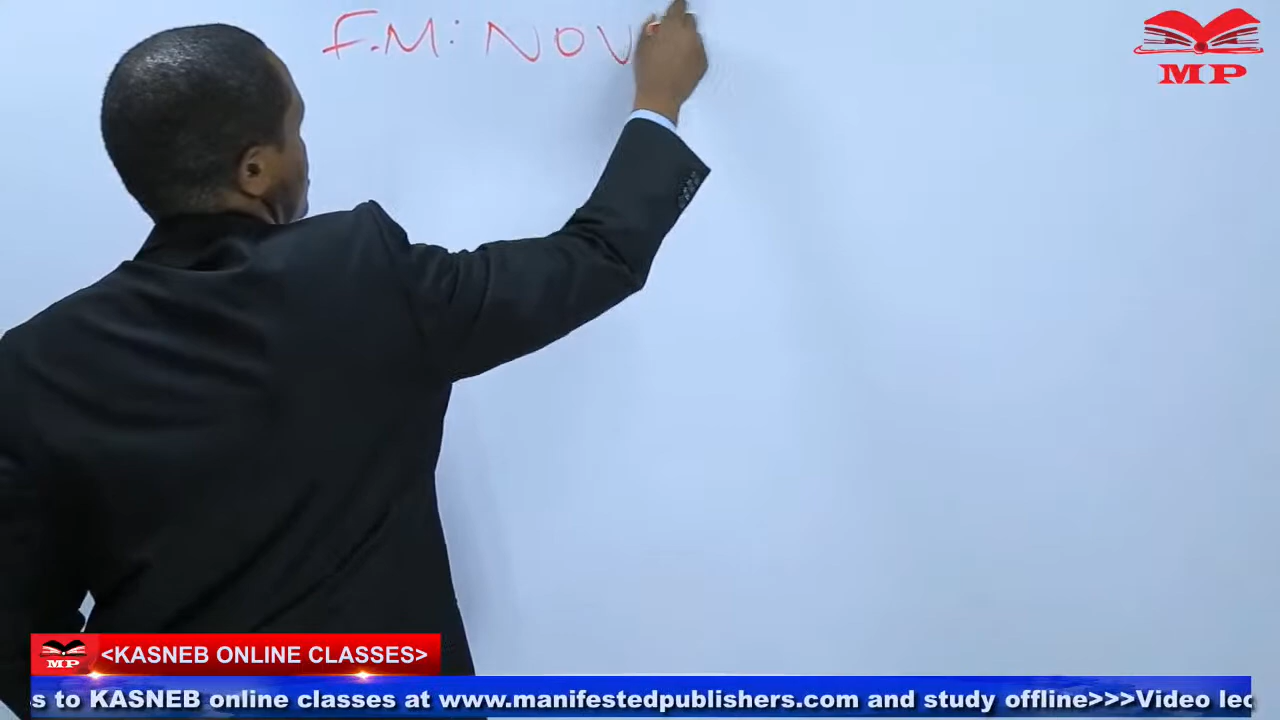 F.M: NOV
MP
MP
<KASNEB ONLINE CLASSES>
s to KASNEB online classes at www.manifestedpublishers.com and study offline>>>Video lec